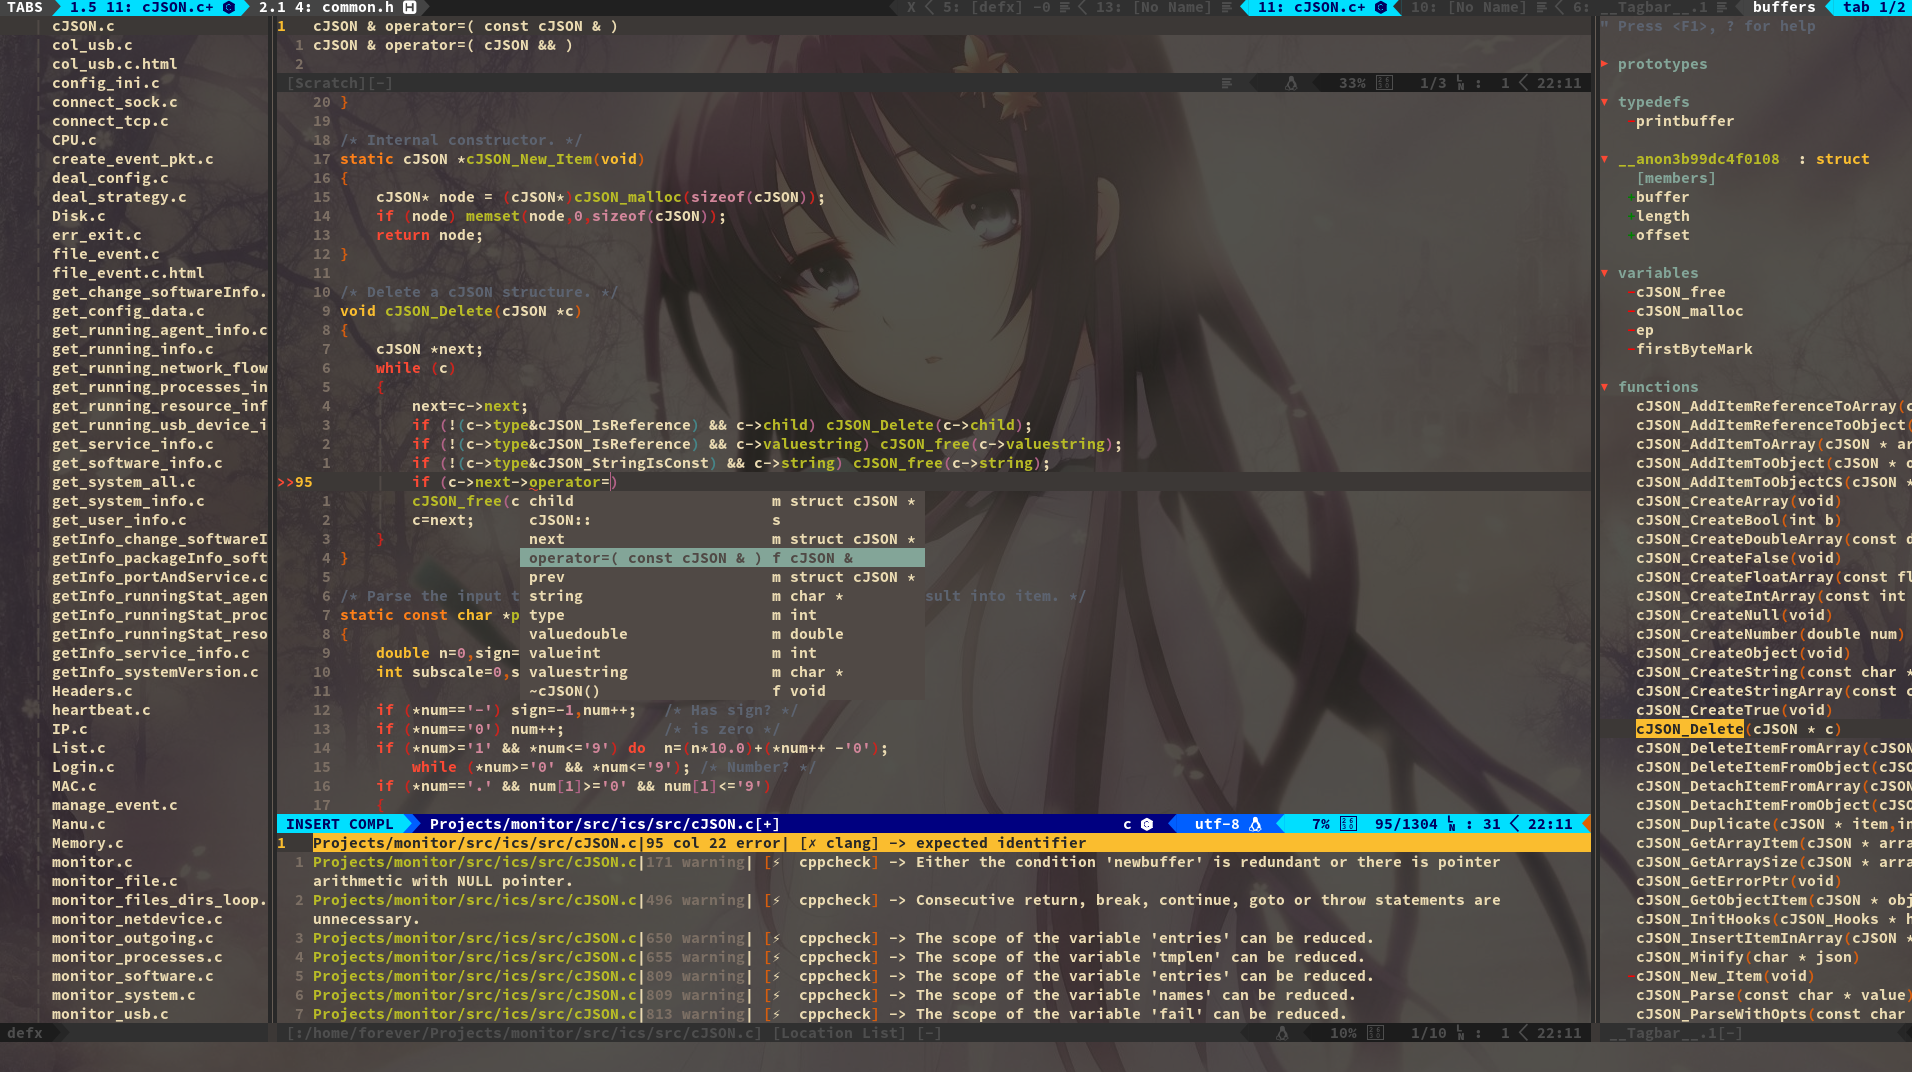 TABS 1.5 11: cJSON.c+ 2.1 4: common.h X 5: [defx] -0 13: [No Name] 11: cJSON.c+ 10: [No Name] 6: __Tagbar__.1 buffers tab 1/2
cJSON.c
col_usb.c
col_usb.c.html
config_ini.c
connect_sock.c
connect_tcp.c
CPU.c
create_event_pkt.c
deal_config.c
deal_strategy.c
Disk.c
err_exit.c
file_event.c
file_event.c.html
get_change_softwareInfo.
get_config_data.c
get_running_agent_info.c
get_running_info.c
get_running_network_flow
get_running_processes_in
get_running_resource_inf
get_running_usb_device_i
get_service_info.c
get_software_info.c
get_system_all.c
get_system_info.c
get_user_info.c
getInfo_change_softwareI
getInfo_packageInfo_soft
getInfo_portAndService.c
getInfo_runningStat_agen
getInfo_runningStat_proc
getInfo_runningStat_reso
getInfo_service_info.c
getInfo_systemVersion.c
Headers.c
heartbeat.c
IP.c
List.c
Login.c
MAC.c
manage_event.c
Manu.c
Memory.c
monitor.c
monitor_file.c
monitor_files_dirs_loop.
monitor_netdevice.c
monitor_outgoing.c
monitor_processes.c
monitor_software.c
monitor_system.c
monitor_usb.c
defx
1 cJSON & operator=( const cJSON & )
1 cJSON & operator=( cJSON && )
2
[Scratch][-] 33% 1/3 : 1 22:11
20 }
19
18 /* Internal constructor. */
17 static cJSON *cJSON_New_Item(void)
16 {
15 cJSON* node = (cJSON*)cJSON_malloc(sizeof(cJSON));
14 if (node) memset(node,0,sizeof(cJSON));
13 return node;
12 }
11
10 /* Delete a cJSON structure. */
9 void cJSON_Delete(cJSON *c)
8 {
7 cJSON *next;
6 while (c)
5 {
4 next=c->next;
3 if (!(c->type&cJSON_IsReference) && c->child) cJSON_Delete(c->child);
2 if (!(c->type&cJSON_IsReference) && c->valuestring) cJSON_free(c->valuestring);
1 if (!(c->type&cJSON_StringIsConst) && c->string) cJSON_free(c->string);
>>95 if (c->next->operator=)
1 cJSON_free(c child m struct cJSON *
2 c=next; cJSON:: s
3 } next m struct cJSON *
4 } operator=( const cJSON & ) f cJSON &
5 prev m struct cJSON *
6 /* Parse the input t string m char * sult into item. */
7 static const char *p type m int
8 { valuedouble m double
9 double n=0,sign= valueint m int
10 int subscale=0,s valuestring m char *
11 ~cJSON() f void
12 if (*num=='-') sign=-1,num++; /* Has sign? */
13 if (*num=='0') num++; /* is zero */
14 if (*num>='1' && *num<='9') do n=(n*10.0)+(*num++ -'0');
15 while (*num>='0' && *num<='9'); /* Number? */
16 if (*num=='.' && num[1]>='0' && num[1]<='9')
17 {
INSERT COMPL Projects/monitor/src/ics/src/cJSON.c[+] c utf-8 7% 95/1304 : 31 22:11
1 Projects/monitor/src/ics/src/cJSON.c|95 col 22 error| [✗ clang] -> expected identifier
1 Projects/monitor/src/ics/src/cJSON.c|171 warning| [⚡ cppcheck] -> Either the condition 'newbuffer' is redundant or there is pointer
arithmetic with NULL pointer.
2 Projects/monitor/src/ics/src/cJSON.c|496 warning| [⚡ cppcheck] -> Consecutive return, break, continue, goto or throw statements are
unnecessary.
3 Projects/monitor/src/ics/src/cJSON.c|650 warning| [⚡ cppcheck] -> The scope of the variable 'entries' can be reduced.
4 Projects/monitor/src/ics/src/cJSON.c|655 warning| [⚡ cppcheck] -> The scope of the variable 'tmplen' can be reduced.
5 Projects/monitor/src/ics/src/cJSON.c|809 warning| [⚡ cppcheck] -> The scope of the variable 'entries' can be reduced.
6 Projects/monitor/src/ics/src/cJSON.c|809 warning| [⚡ cppcheck] -> The scope of the variable 'names' can be reduced.
7 Projects/monitor/src/ics/src/cJSON.c|813 warning| [⚡ cppcheck] -> The scope of the variable 'fail' can be reduced.
[:/home/forever/Projects/monitor/src/ics/src/cJSON.c] [Location List] [-] 10% 1/10 : 1 22:11
" Press <F1>, ? for help
▸ prototypes
▾ typedefs
-printbuffer
▾ __anon3b99dc4f0108 : struct
[members]
+buffer
+length
+offset
▾ variables
-cJSON_free
-cJSON_malloc
-ep
-firstByteMark
▾ functions
cJSON_AddItemReferenceToArray(c
cJSON_AddItemReferenceToObject(
cJSON_AddItemToArray(cJSON * ar
cJSON_AddItemToObject(cJSON * o
cJSON_AddItemToObjectCS(cJSON *
cJSON_CreateArray(void)
cJSON_CreateBool(int b)
cJSON_CreateDoubleArray(const d
cJSON_CreateFalse(void)
cJSON_CreateFloatArray(const fl
cJSON_CreateIntArray(const int
cJSON_CreateNull(void)
cJSON_CreateNumber(double num)
cJSON_CreateObject(void)
cJSON_CreateString(const char *
cJSON_CreateStringArray(const c
cJSON_CreateTrue(void)
cJSON_Delete(cJSON * c)
cJSON_DeleteItemFromArray(cJSON
cJSON_DeleteItemFromObject(cJSO
cJSON_DetachItemFromArray(cJSON
cJSON_DetachItemFromObject(cJSO
cJSON_Duplicate(cJSON * item,in
cJSON_GetArrayItem(cJSON * arra
cJSON_GetArraySize(cJSON * arra
cJSON_GetErrorPtr(void)
cJSON_GetObjectItem(cJSON * obj
cJSON_InitHooks(cJSON_Hooks * h
cJSON_InsertItemInArray(cJSON *
cJSON_Minify(char * json)
-cJSON_New_Item(void)
cJSON_Parse(const char * value)
cJSON_ParseWithOpts(const char
__Tagbar__.1[-]